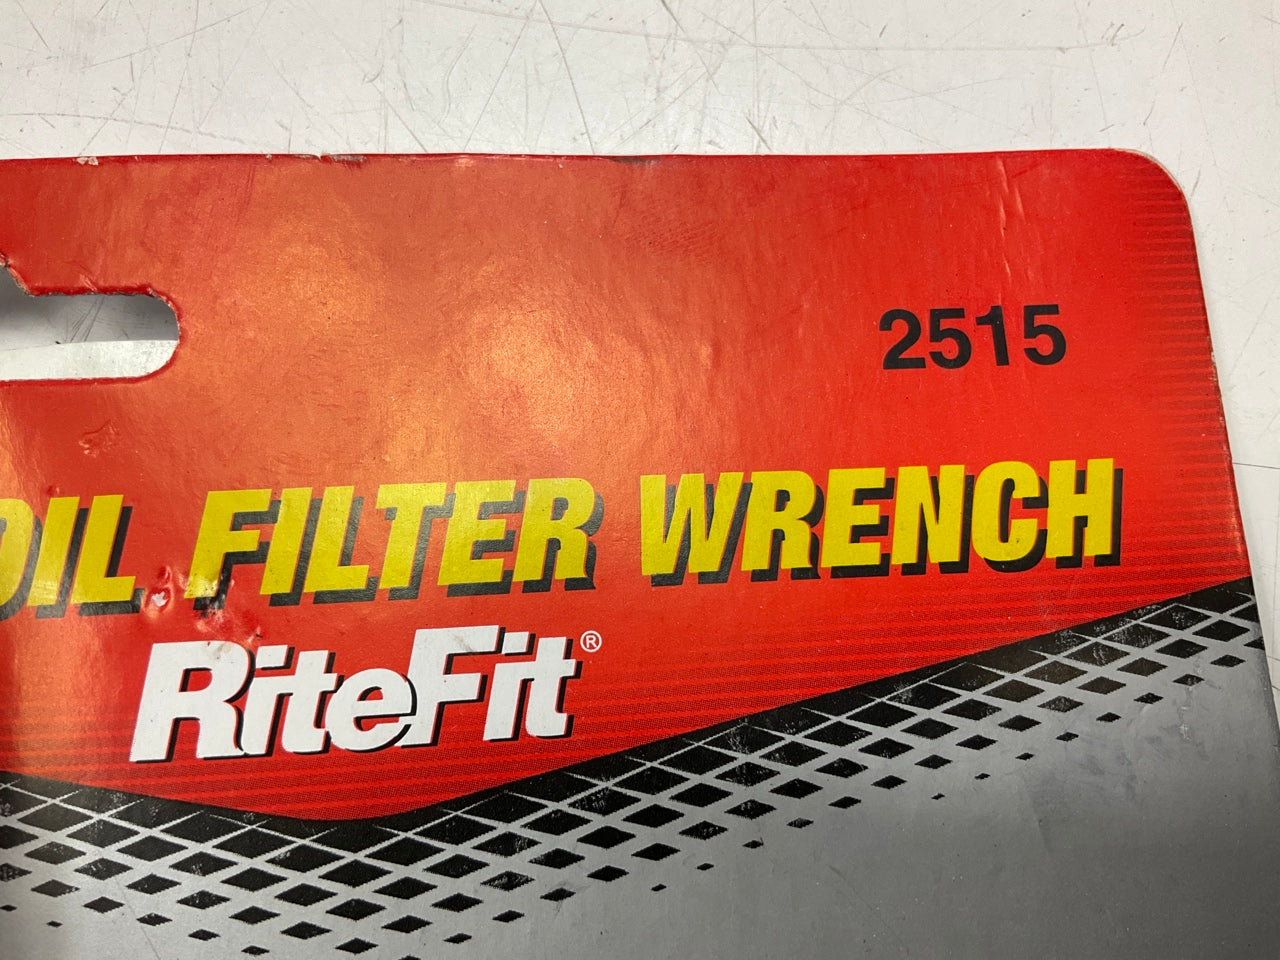 2515
OIL FILTER WRENCH
RiteFit®